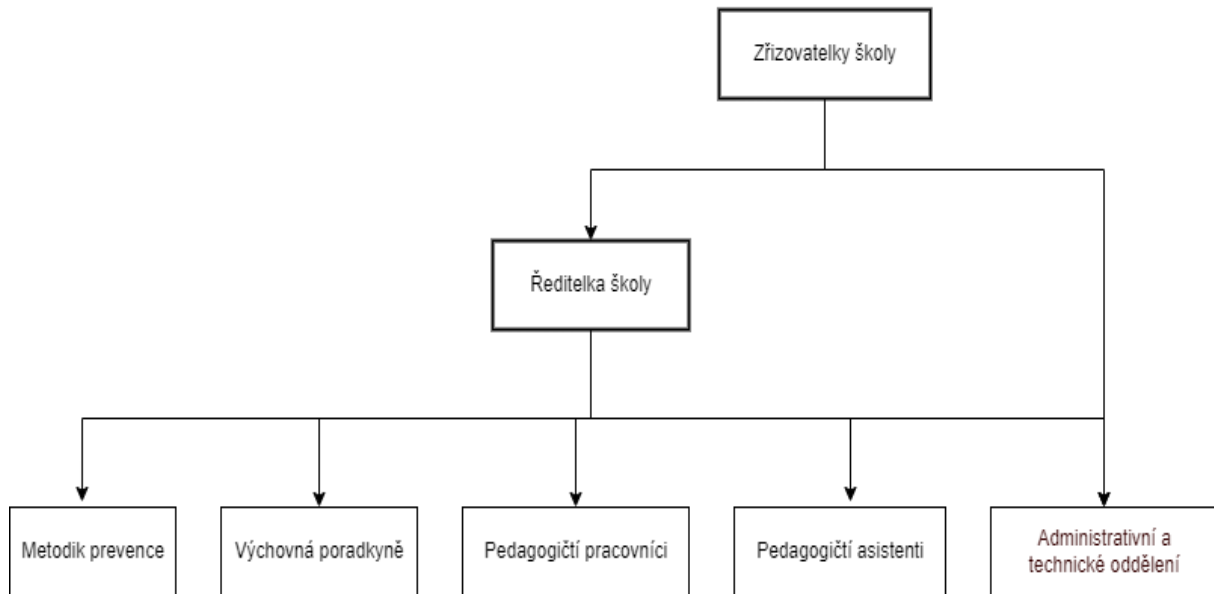 Zřizovatelky školy
Ředitelka školy
Metodik prevence
Výchovná poradkyně
Pedagogičtí pracovníci
Pedagogičtí asistenti
Administrativní a
technické oddělení